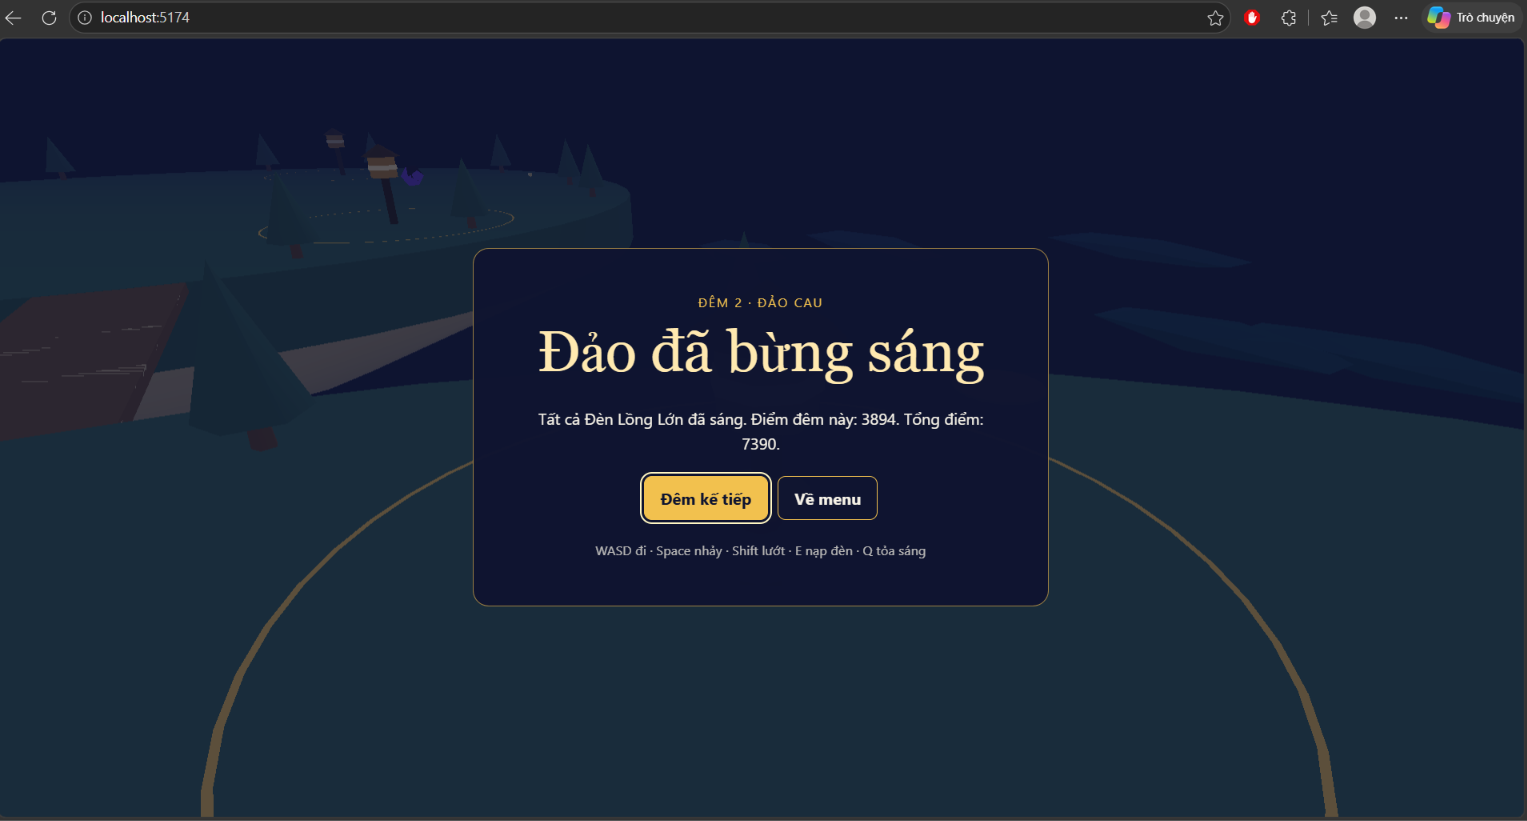 localhost:5174
Trò chuyện
ĐÊM 2 · ĐẢO CAU
Đảo đã bừng sáng
Tất cả Đèn Lồng Lớn đã sáng. Điểm đêm này: 3894. Tổng điểm:
7390.
Đêm kế tiếp
Về menu
WASD đi · Space nhảy · Shift lướt · E nạp đèn · Q tỏa sáng